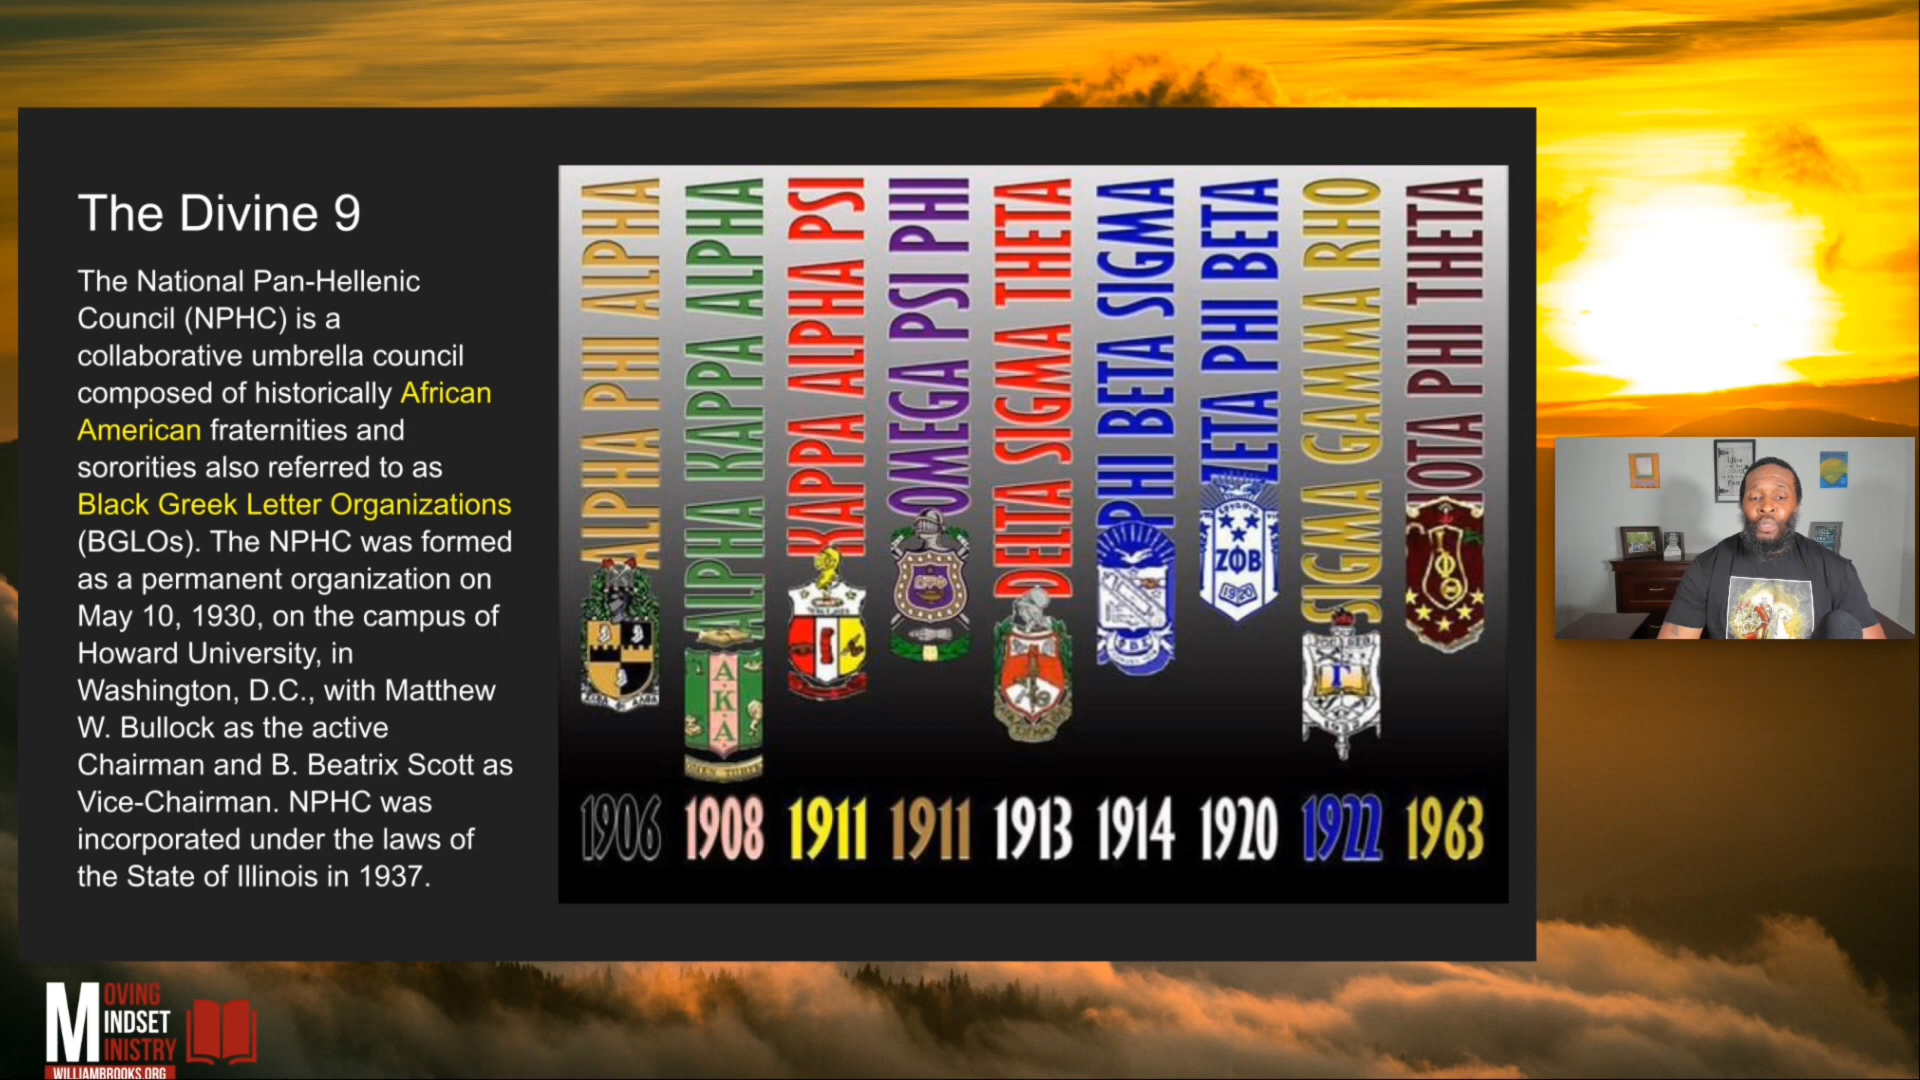 The Divine 9
The National Pan-Hellenic
Council (NPHC) is a
collaborative umbrella council
composed of historically African
American fraternities and
sororities also referred to as
Black Greek Letter Organizations
(BGLOs). The NPHC was formed
as a permanent organization on
May 10, 1930, on the campus of
Howard University, in
Washington, D.C., with Matthew
W. Bullock as the active
Chairman and B. Beatrix Scott as
Vice-Chairman. NPHC was
incorporated under the laws of
the State of Illinois in 1937.
ALPHA PHI ALPHA
ALPHA KAPPA ALPHA
KAPPA ALPHA PSI
OMEGA PSI PHI
DELTA SIGMA THETA
PHI BETA SIGMA
ZETA PHI BETA
SIGMA GAMMA RHO
IOTA PHI THETA
AKA
ΖΦΒ
1920
1906 1908 1911 1911 1913 1914 1920 1922 1963
MOVING
MINDSET
MINISTRY
WILLIAMBROOKS.ORG